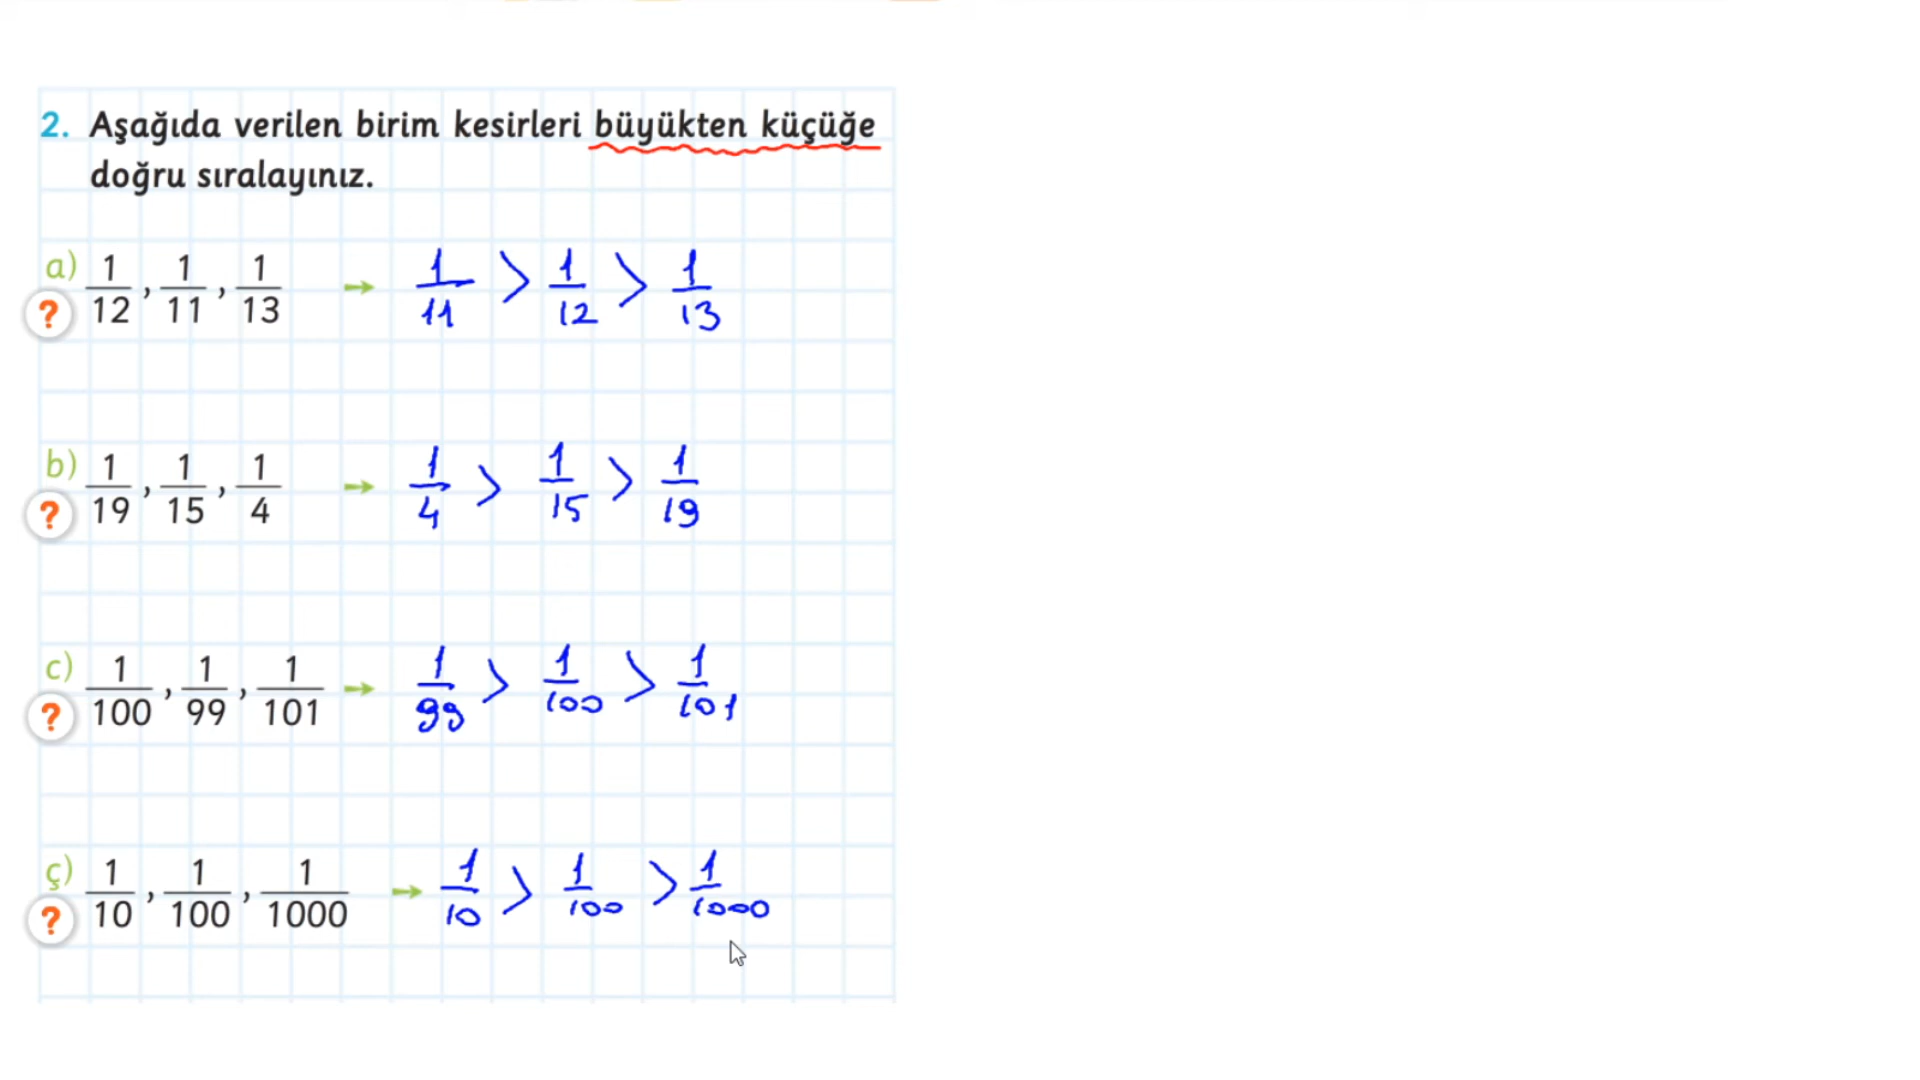 2. Aşağıda verilen birim kesirleri büyükten küçüğe
doğru sıralayınız.
a) 1/12, 1/11, 1/13 → 1/11 > 1/12 > 1/13
?
b) 1/19, 1/15, 1/4 → 1/4 > 1/15 > 1/19
?
c) 1/100, 1/99, 1/101 → 1/99 > 1/100 > 1/101
?
ç) 1/10, 1/100, 1/1000 → 1/10 > 1/100 > 1/1000
?